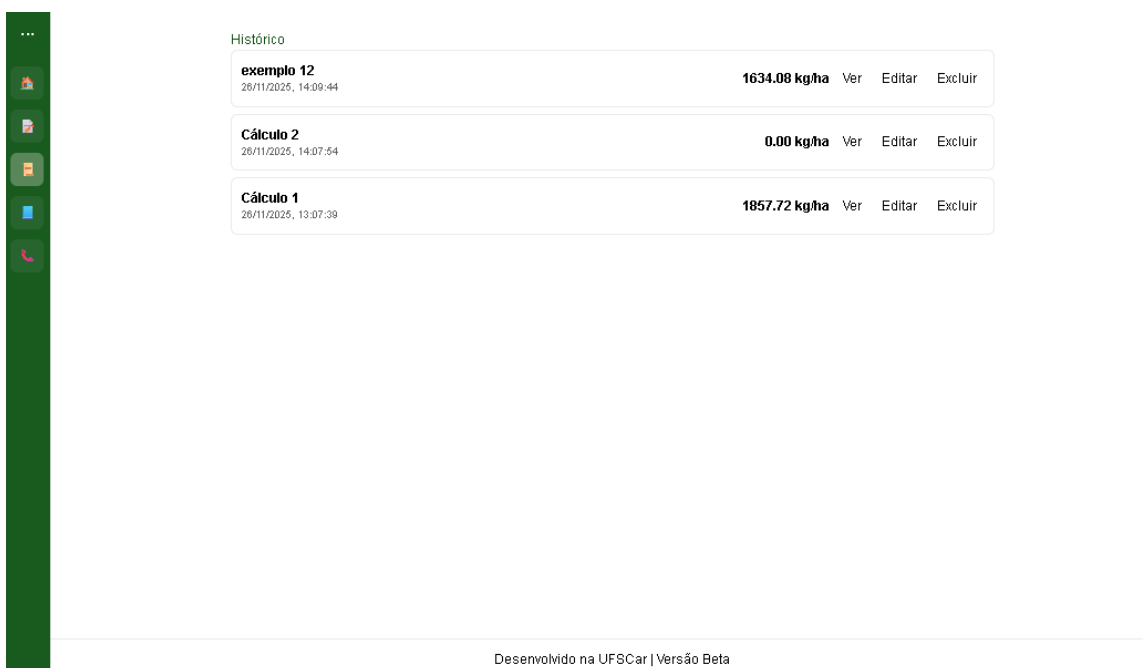 ...
Histórico
exemplo 12
1634.08 kg/ha Ver Editar Excluir
26/11/2025, 14:09:44
Cálculo 2
0.00 kg/ha Ver Editar Excluir
26/11/2025, 14:07:54
Cálculo 1
1857.72 kg/ha Ver Editar Excluir
26/11/2025, 13:07:39
Desenvolvido na UFSCar | Versão Beta